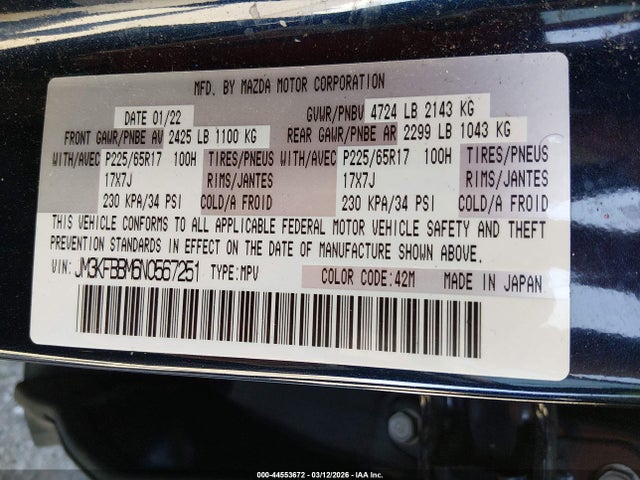 MFD. BY MAZDA MOTOR CORPORATION
DATE 01/22 GVWR/PNBV 4724 LB 2143 KG
FRONT GAWR/PNBE AV 2425 LB 1100 KG REAR GAWR/PNBE AR 2299 LB 1043 KG
WITH/AVEC P225/65R17 100H TIRES/PNEUS WITH/AVEC P225/65R17 100H TIRES/PNEUS
17X7J RIMS/JANTES 17X7J RIMS/JANTES
230 KPA/34 PSI COLD/A FROID 230 KPA/34 PSI COLD/A FROID
THIS VEHICLE CONFORMS TO ALL APPLICABLE FEDERAL MOTOR VEHICLE SAFETY AND THEFT
PREVENTION STANDARDS IN EFFECT ON THE DATE OF MANUFACTURE SHOWN ABOVE.
VIN: JM3KFBBM6N0567251 TYPE:MPV COLOR CODE:42M MADE IN JAPAN
000-44553672 - 03/12/2026 - IAA Inc.